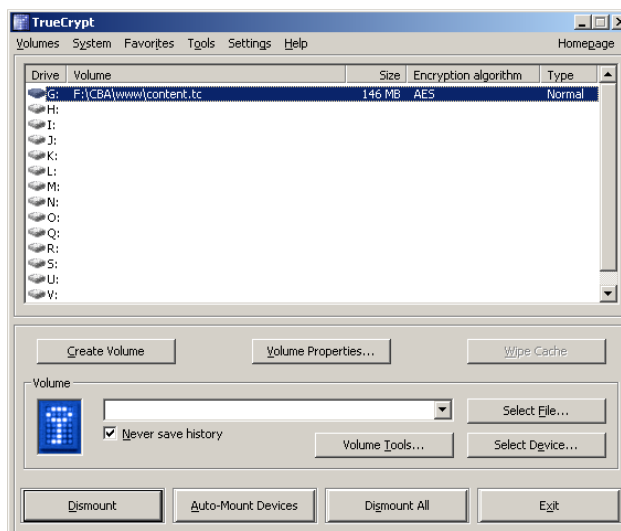 TrueCrypt
Volumes System Favorites Tools Settings Help Homepage
Drive Volume Size Encryption algorithm Type
G: F:\CBA\www\content.tc 146 MB AES Normal
H:
I:
J:
K:
L:
M:
N:
O:
Q:
R:
S:
U:
V:
Create Volume Volume Properties... Wipe Cache
Volume
Select File...
Never save history
Volume Tools... Select Device...
Dismount Auto-Mount Devices Dismount All Exit